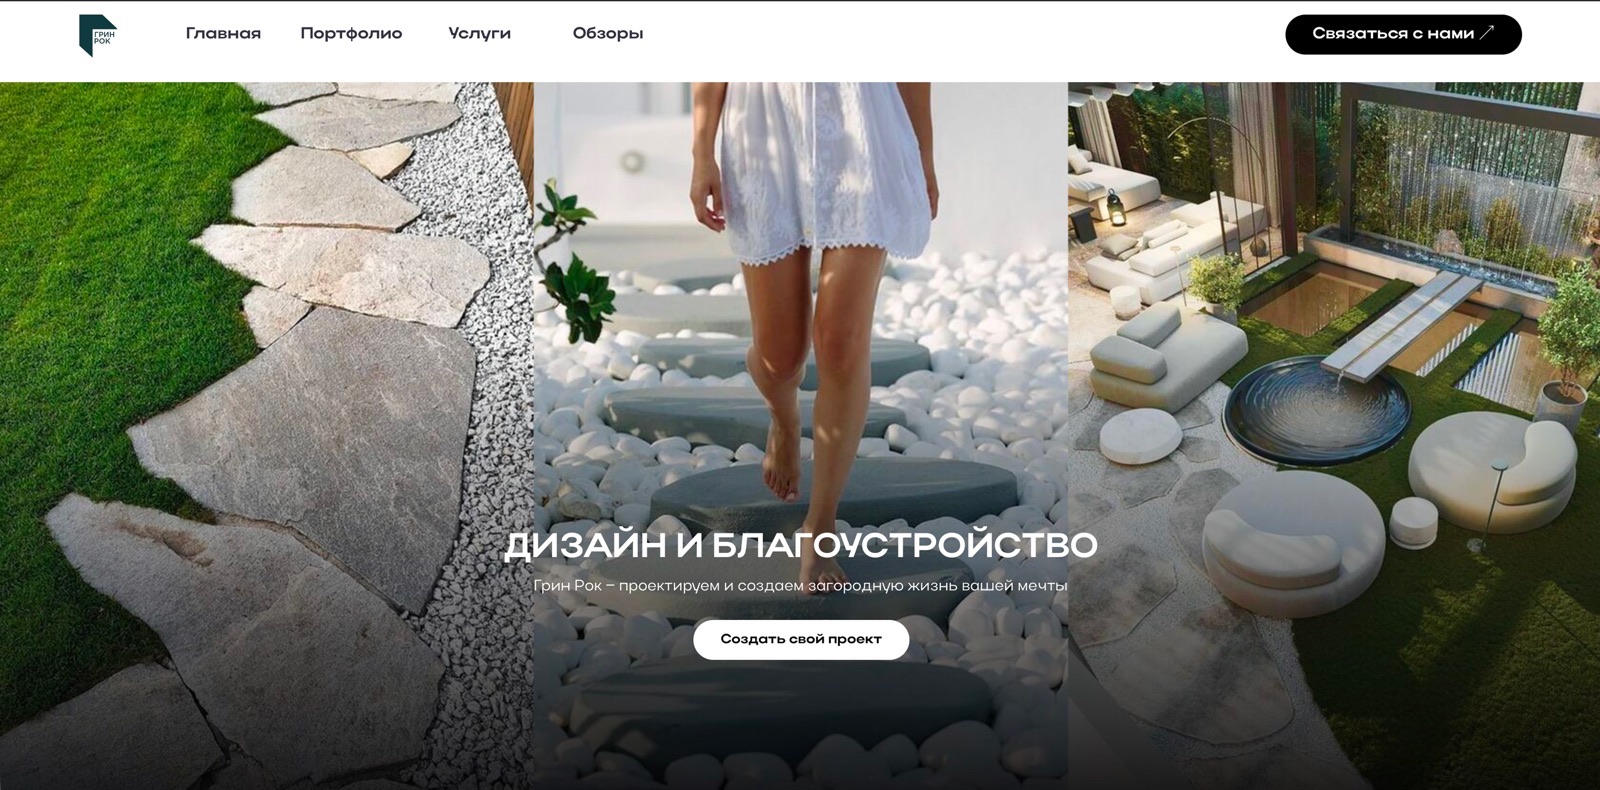 ГРИН
РОК
Главная
Портфолио
Услуги
Обзоры
Связаться с нами
ДИЗАЙН И БЛАГОУСТРОЙСТВО
Грин Рок – проектируем и создаем загородную жизнь вашей мечты
Создать свой проект